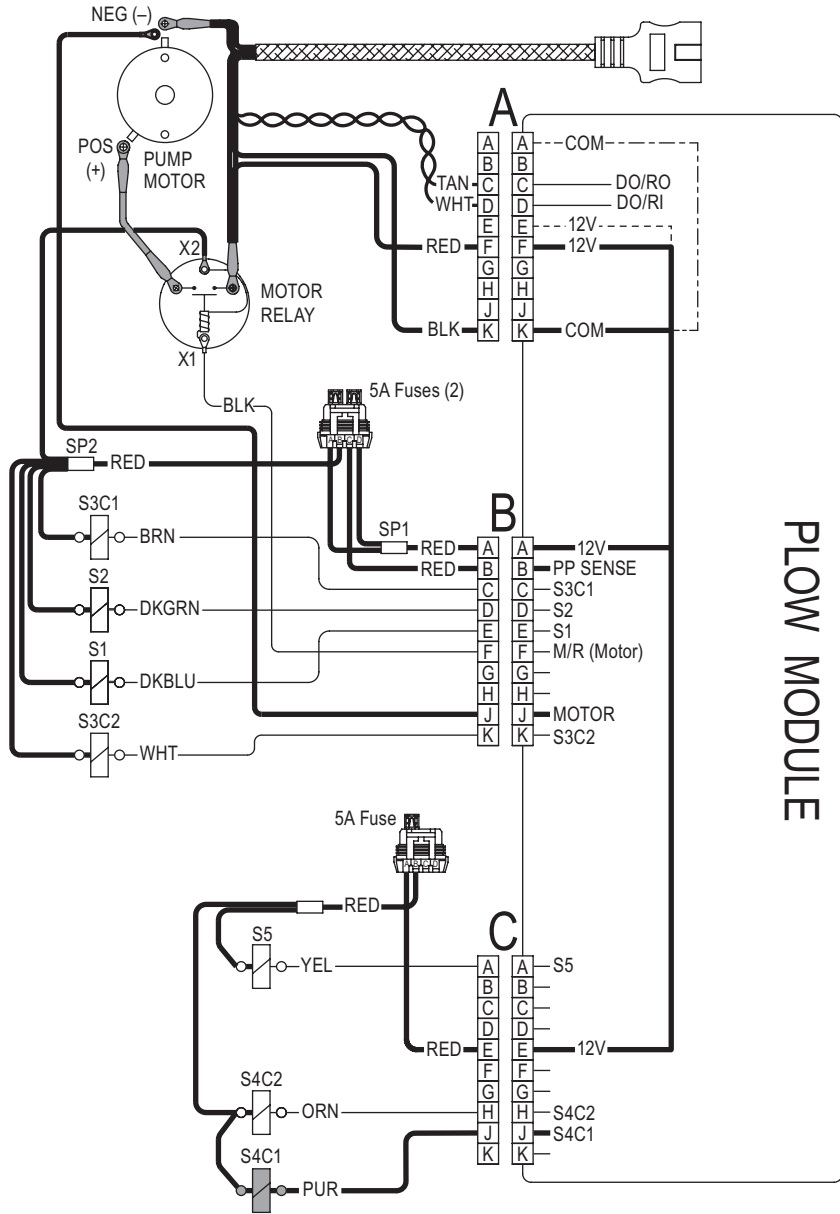 NEG (–)
POS
(+)
PUMP
MOTOR
X2
MOTOR
RELAY
X1
BLK
A
A
B
C
D
E
F
G
H
J
K
A
B
C
D
E
F
G
H
J
K
TAN
WHT
RED
BLK
COM
DO/RO
DO/RI
12V
12V
COM
5A Fuses (2)
A B C D
SP2
RED
SP1
RED
RED
S3C1
BRN
S2
DKGRN
S1
DKBLU
S3C2
WHT
B
A
B
C
D
E
F
G
H
J
K
A
B
C
D
E
F
G
H
J
K
12V
PP SENSE
S3C1
S2
S1
M/R (Motor)
MOTOR
S3C2
PLOW MODULE
5A Fuse
A B C D
RED
S5
YEL
RED
S4C2
ORN
S4C1
PUR
C
A
B
C
D
E
F
G
H
J
K
A
B
C
D
E
F
G
H
J
K
S5
12V
S4C2
S4C1